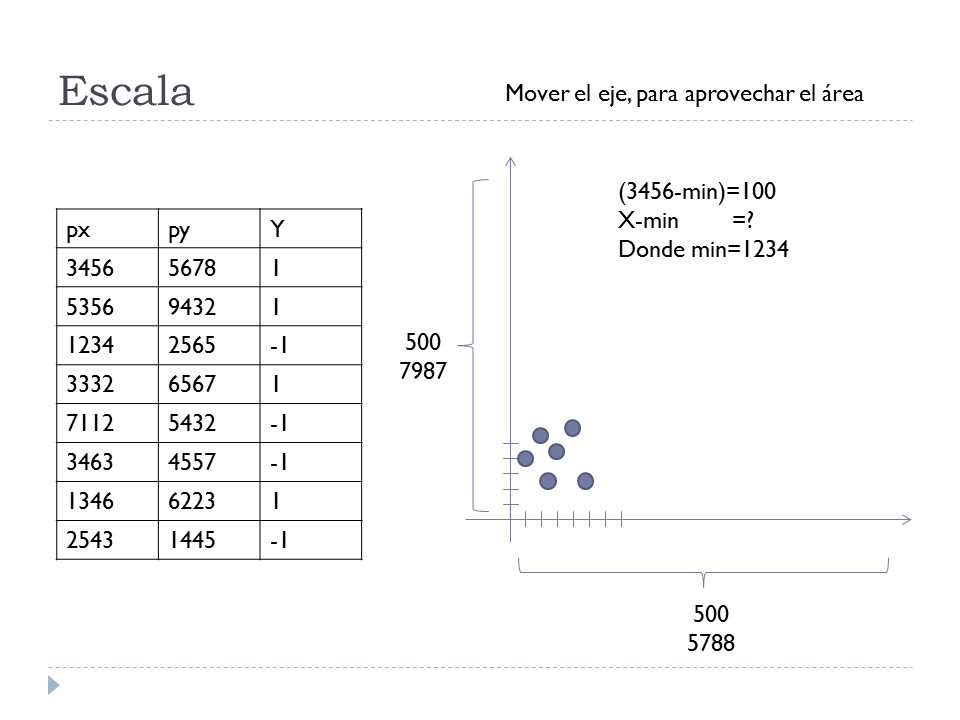 Escala
Mover el eje, para aprovechar el área
px py Y
3456 5678 1
5356 9432 1
1234 2565 -1
3332 6567 1
7112 5432 -1
3463 4557 -1
1346 6223 1
2543 1445 -1
(3456-min)=100
X-min =?
Donde min=1234
500
7987
500
5788